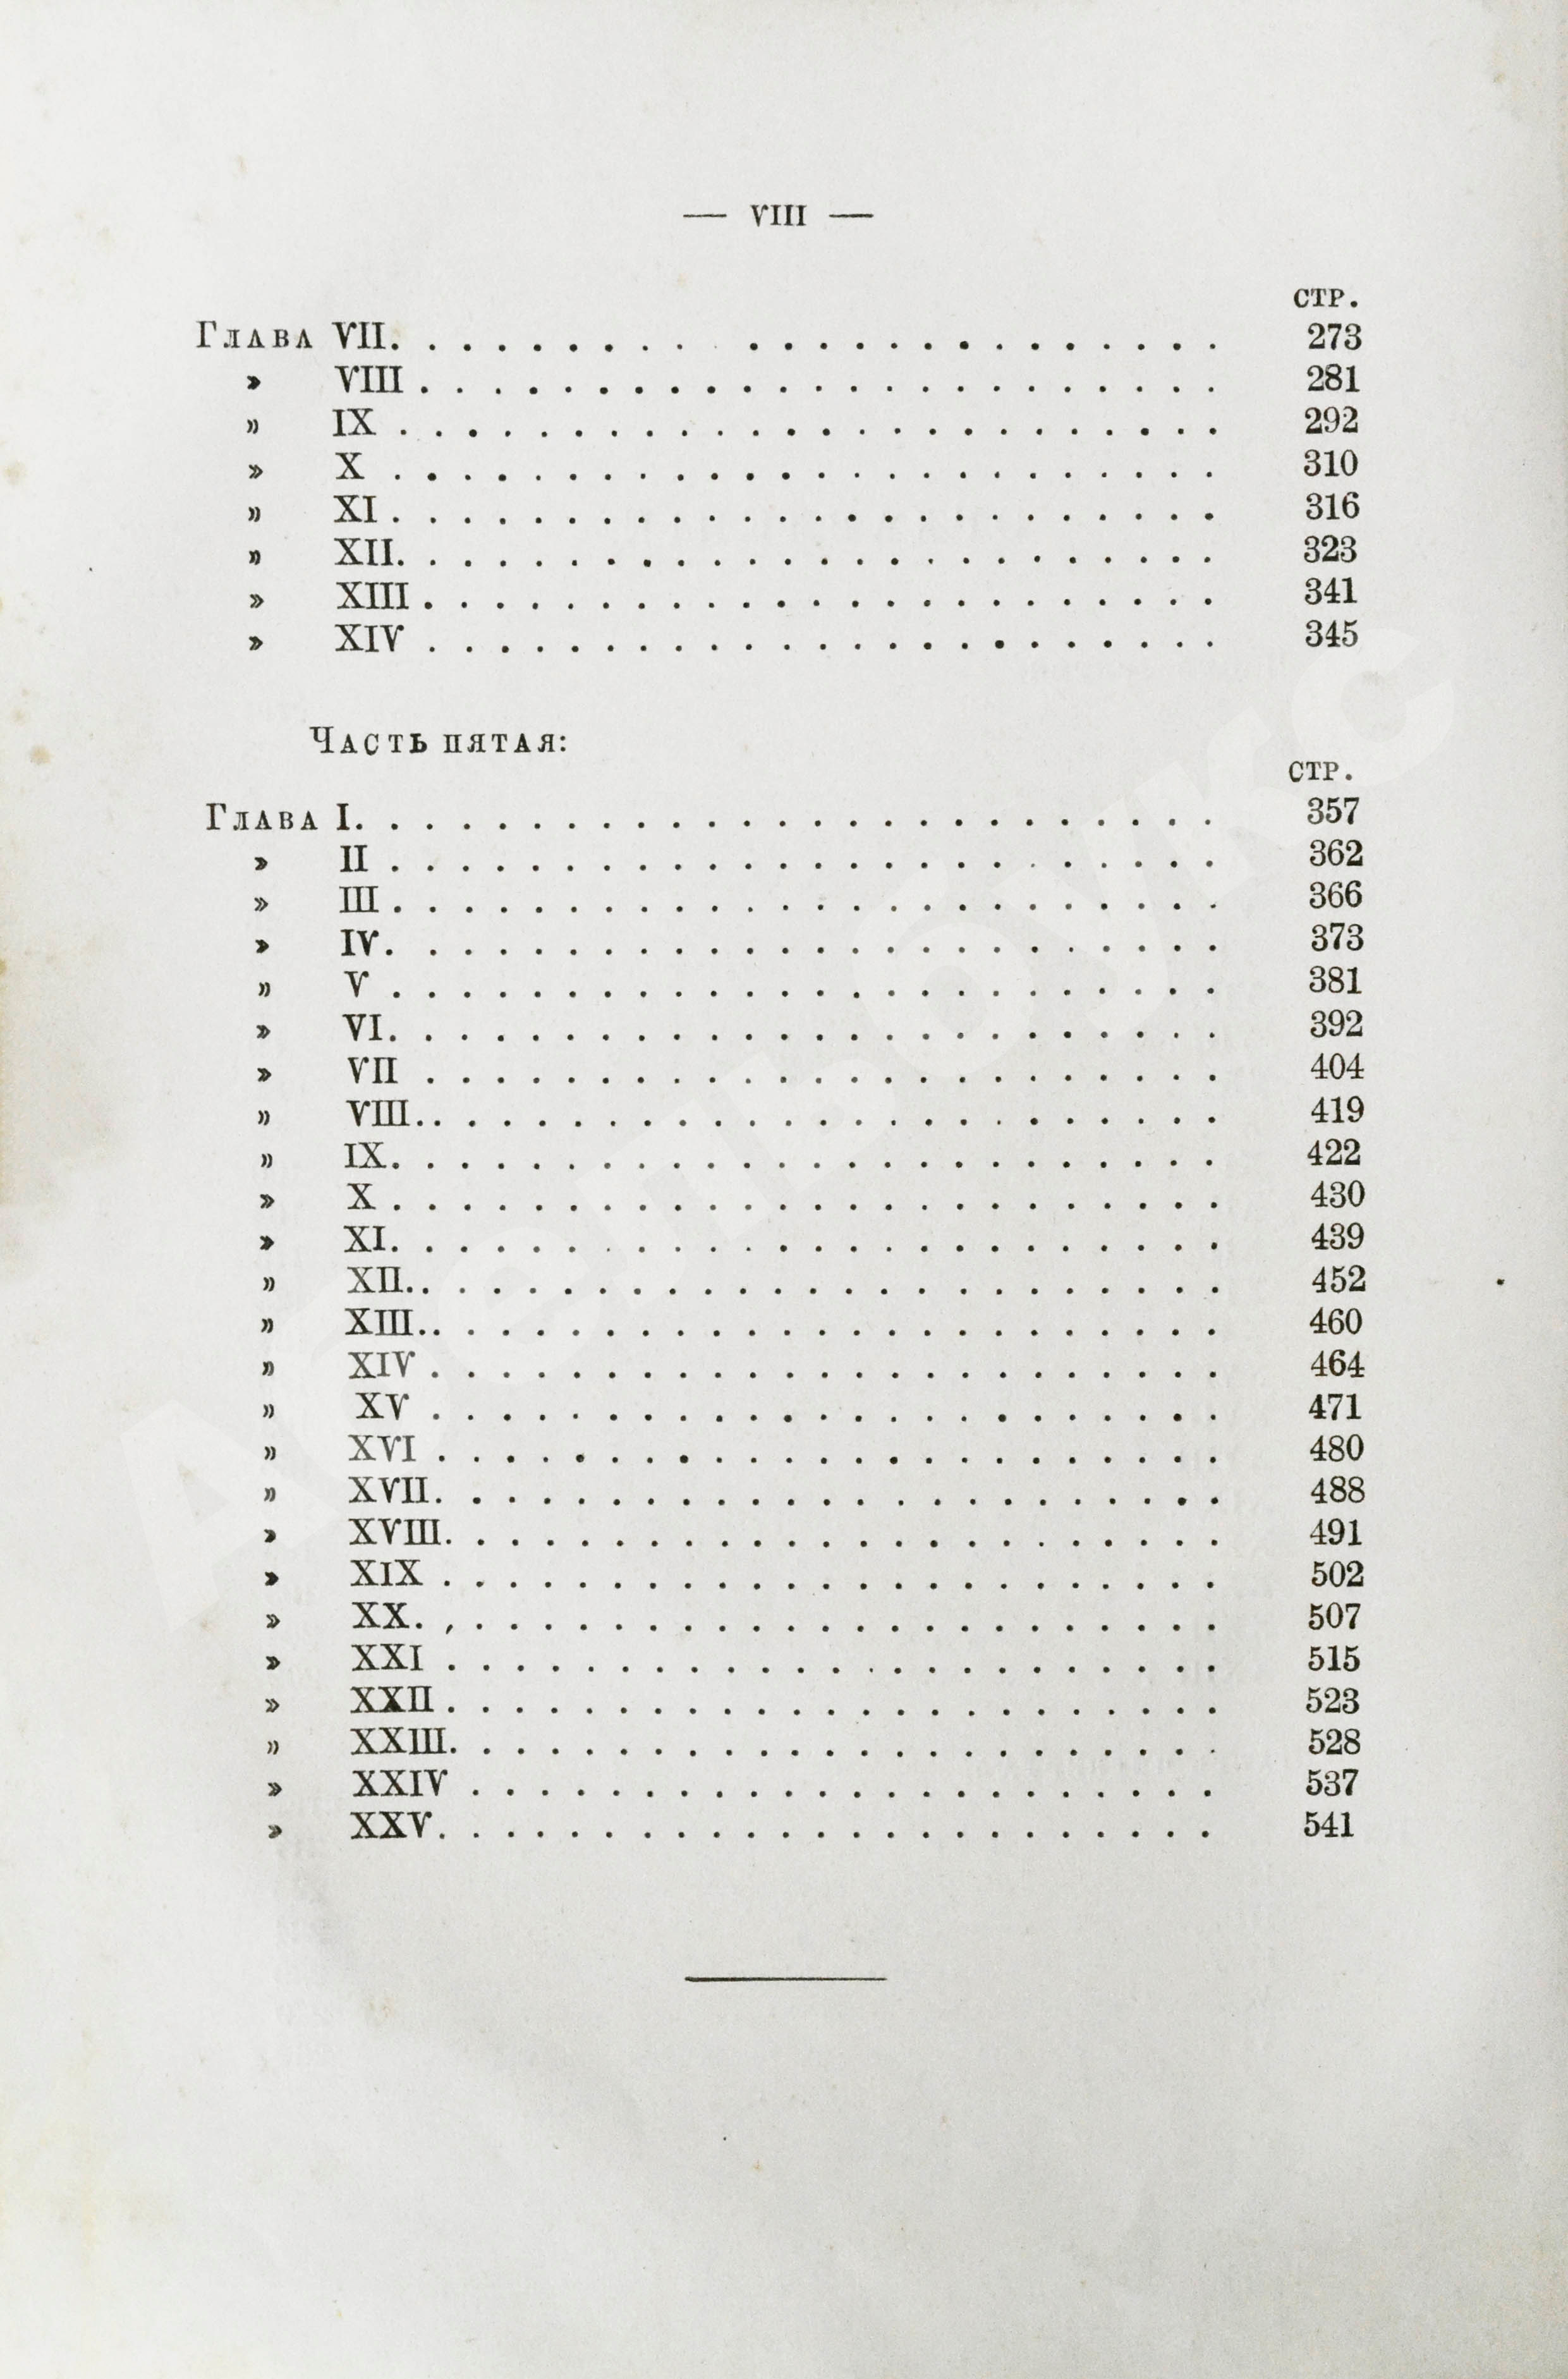 — VIII —
СТР.
Глава VII. . . . . . . . . . . . . . . . . . . . . . . . 273
» VIII . . . . . . . . . . . . . . . . . . . . . . . 281
» IX . . . . . . . . . . . . . . . . . . . . . . . . 292
» X . . . . . . . . . . . . . . . . . . . . . . . . 310
» XI . . . . . . . . . . . . . . . . . . . . . . . . 316
» XII. . . . . . . . . . . . . . . . . . . . . . . . 323
» XIII . . . . . . . . . . . . . . . . . . . . . . . 341
» XIV . . . . . . . . . . . . . . . . . . . . . . . 345
Часть пятая:
СТР.
Глава I. . . . . . . . . . . . . . . . . . . . . . . . . 357
» II . . . . . . . . . . . . . . . . . . . . . . . . 362
» III . . . . . . . . . . . . . . . . . . . . . . . . 366
» IV. . . . . . . . . . . . . . . . . . . . . . . . 373
» V . . . . . . . . . . . . . . . . . . . . . . . . 381
» VI. . . . . . . . . . . . . . . . . . . . . . . . 392
» VII . . . . . . . . . . . . . . . . . . . . . . . 404
» VIII.. . . . . . . . . . . . . . . . . . . . . . . 419
» IX. . . . . . . . . . . . . . . . . . . . . . . . 422
» X . . . . . . . . . . . . . . . . . . . . . . . . 430
» XI. . . . . . . . . . . . . . . . . . . . . . . . 439
» XII.. . . . . . . . . . . . . . . . . . . . . . . 452
» XIII.. . . . . . . . . . . . . . . . . . . . . . . 460
» XIV . . . . . . . . . . . . . . . . . . . . . . . 464
» XV . . . . . . . . . . . . . . . . . . . . . . . 471
» XVI . . . . . . . . . . . . . . . . . . . . . . . 480
» XVII. . . . . . . . . . . . . . . . . . . . . . . 488
» XVIII. . . . . . . . . . . . . . . . . . . . . . . 491
» XIX . . . . . . . . . . . . . . . . . . . . . . . 502
» XX. , . . . . . . . . . . . . . . . . . . . . . . 507
» XXI . . . . . . . . . . . . . . . . . . . . . . . 515
» XXII . . . . . . . . . . . . . . . . . . . . . . . 523
» XXIII. . . . . . . . . . . . . . . . . . . . . . . 528
» XXIV . . . . . . . . . . . . . . . . . . . . . . 537
» XXV. . . . . . . . . . . . . . . . . . . . . . . 541